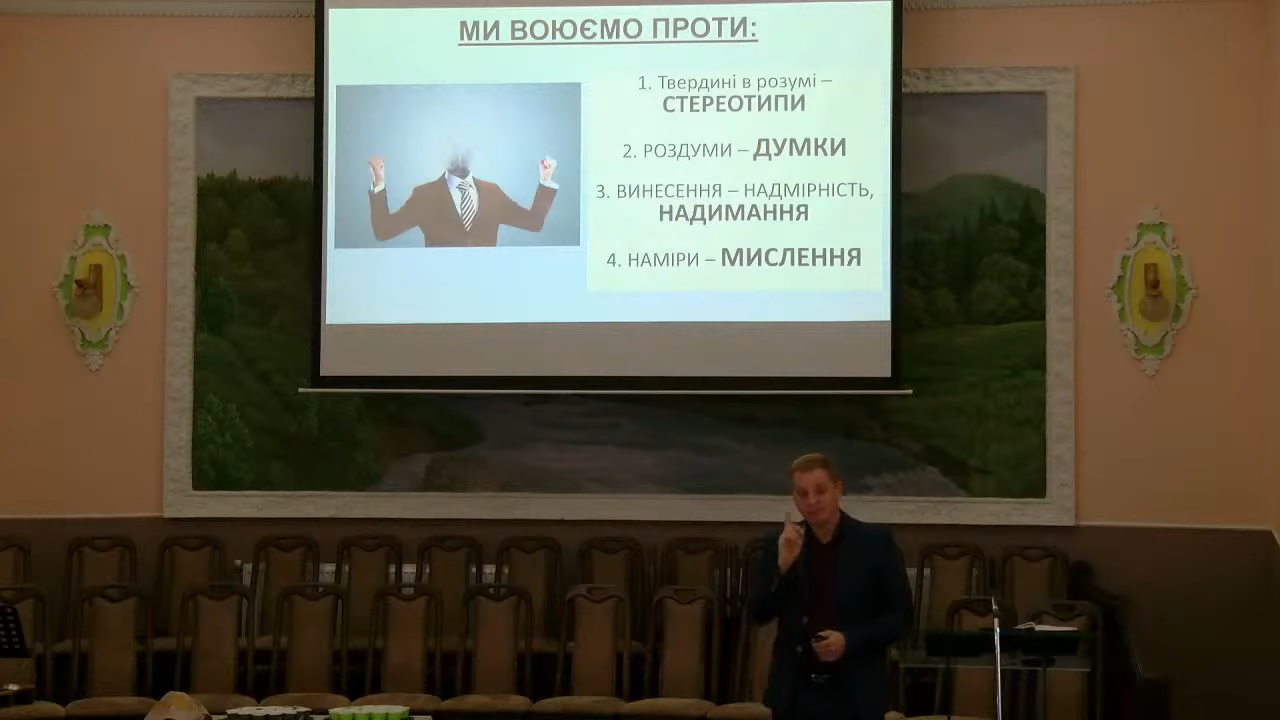 МИ ВОЮЄМО ПРОТИ:
1. Твердині в розумі –
СТЕРЕОТИПИ
2. РОЗДУМИ – ДУМКИ
3. ВИНЕСЕННЯ – НАДМІРНІСТЬ,
НАДИМАННЯ
4. НАМІРИ – МИСЛЕННЯ